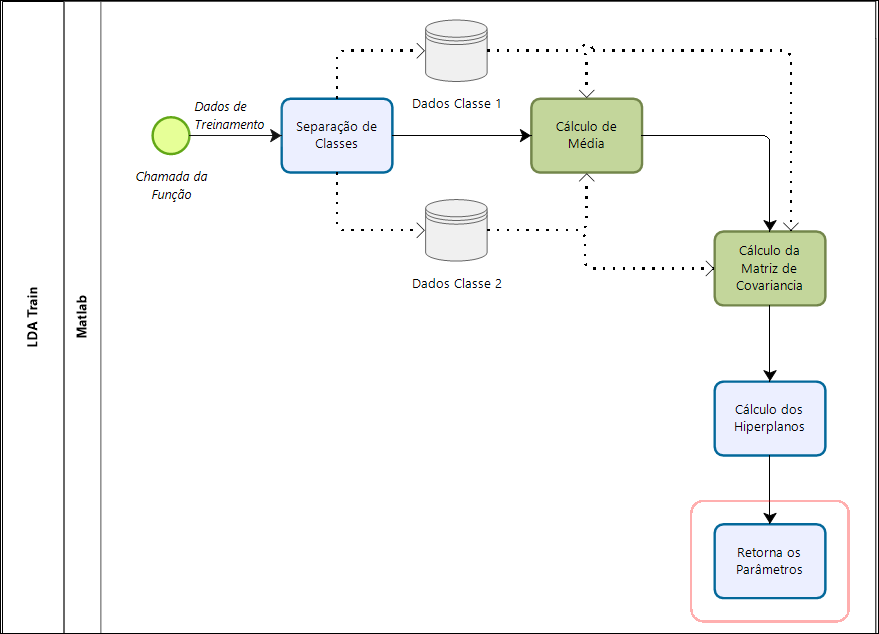 LDA Train
Matlab
Chamada da
Função
Dados de
Treinamento
Separação de
Classes
Dados Classe 1
Dados Classe 2
Cálculo de
Média
Cálculo da
Matriz de
Covariancia
Cálculo dos
Hiperplanos
Retorna os
Parâmetros